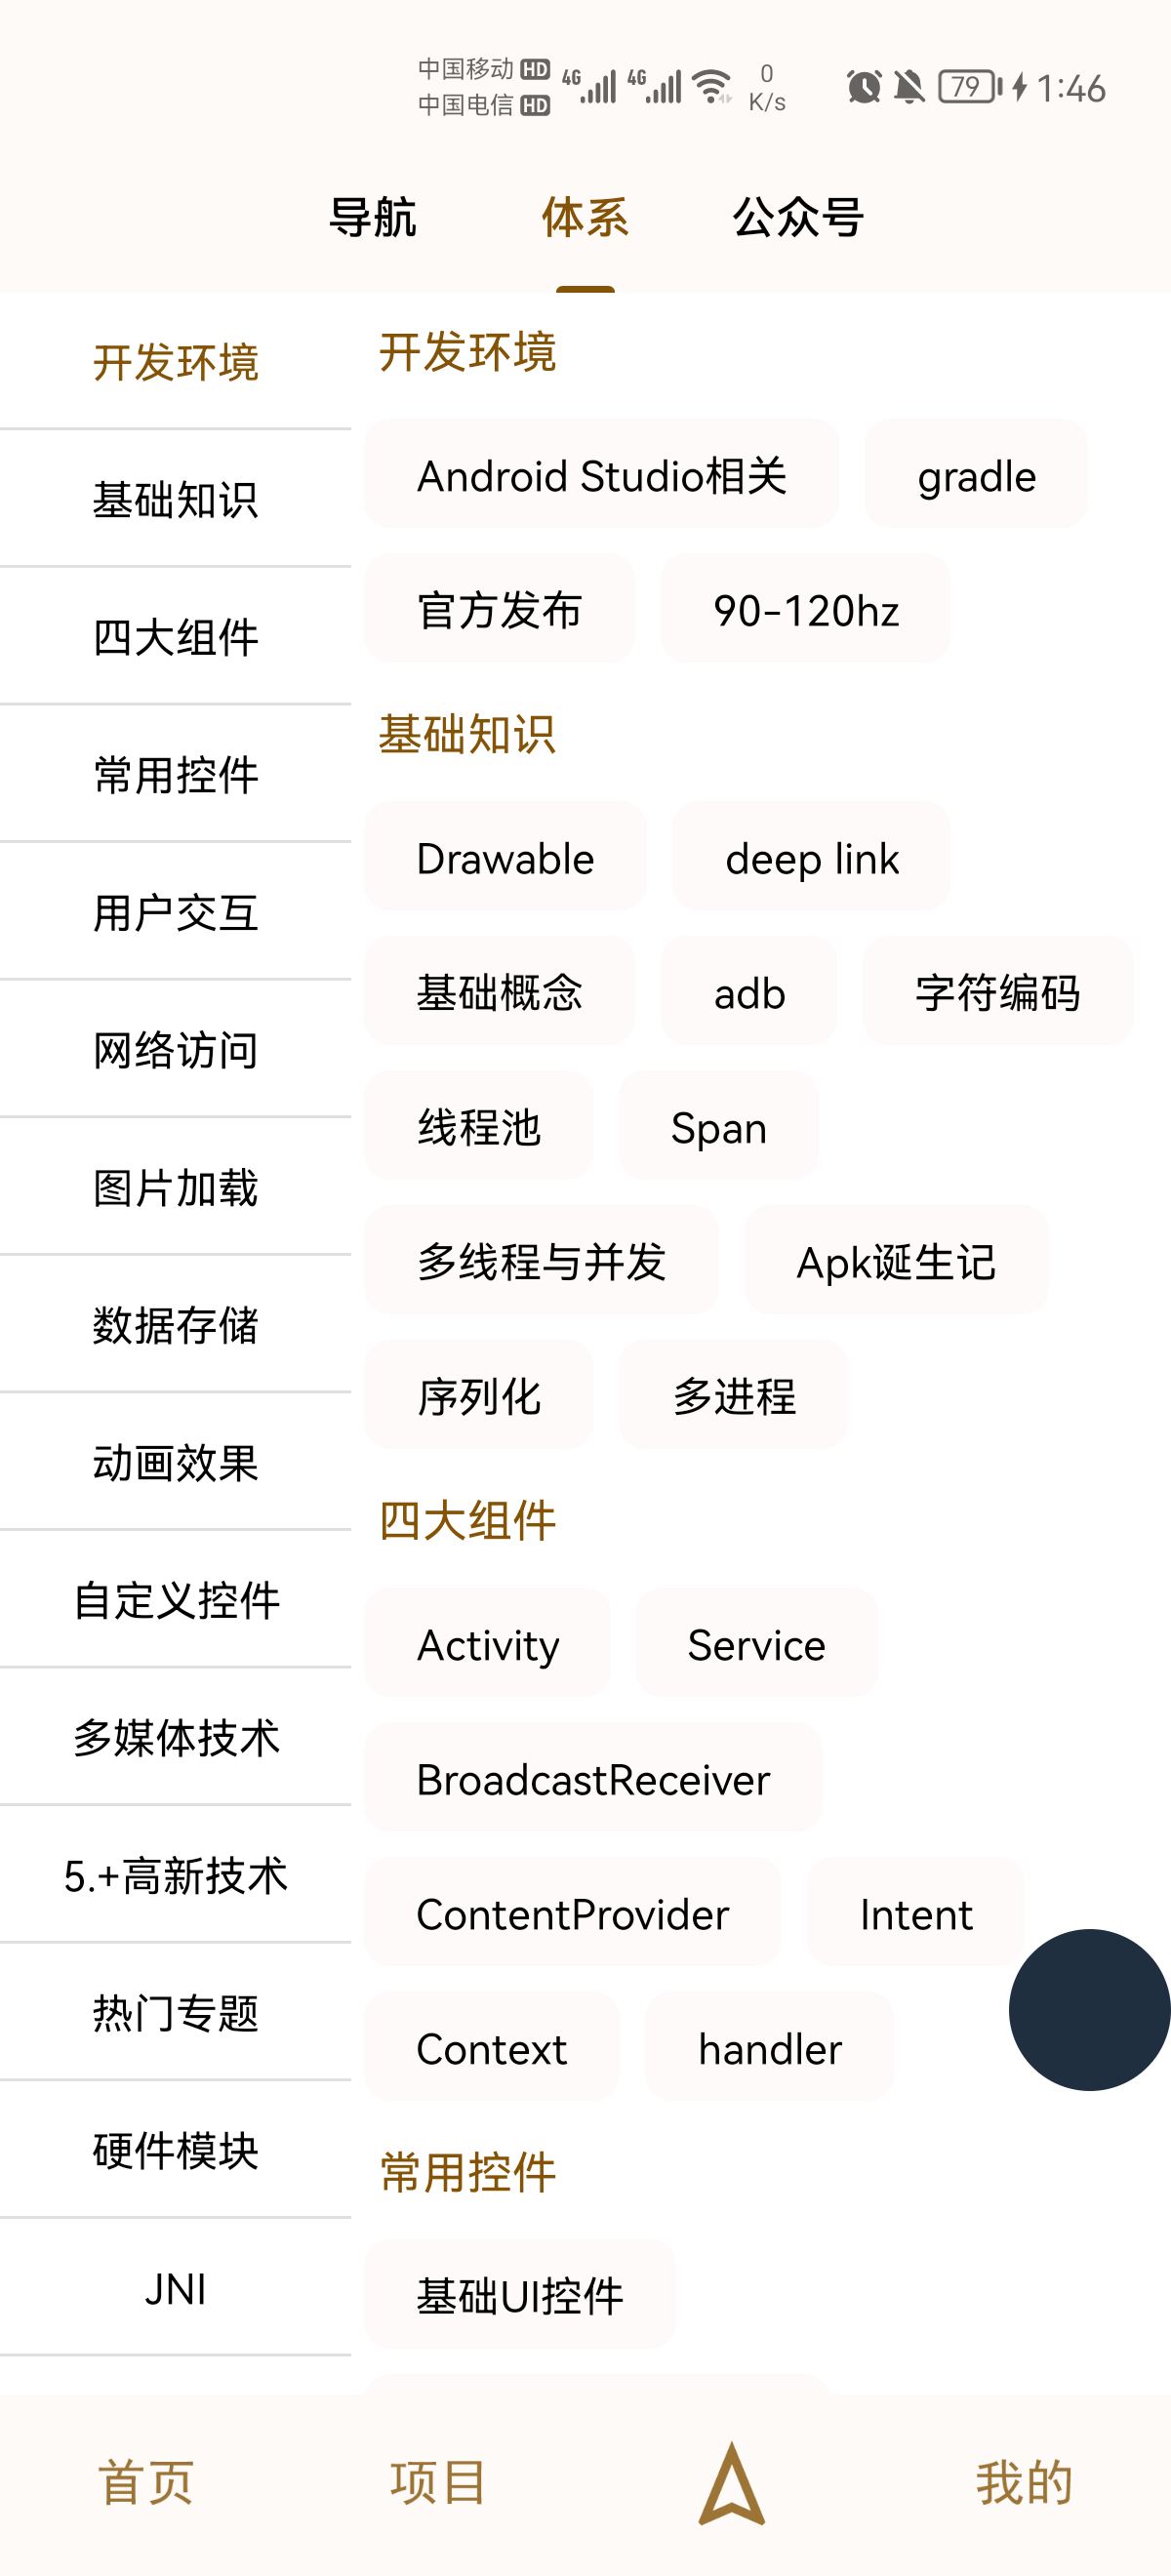 中国移动 HD 4G 4G 0 79 1:46
中国电信 HD K/s
导航 体系 公众号
开发环境
基础知识
四大组件
常用控件
用户交互
网络访问
图片加载
数据存储
动画效果
自定义控件
多媒体技术
5.+高新技术
热门专题
硬件模块
JNI
开发环境
Android Studio相关 gradle
官方发布 90-120hz
基础知识
Drawable deep link
基础概念 adb 字符编码
线程池 Span
多线程与并发 Apk诞生记
序列化 多进程
四大组件
Activity Service
BroadcastReceiver
ContentProvider Intent
Context handler
常用控件
基础UI控件
首页 项目 我的